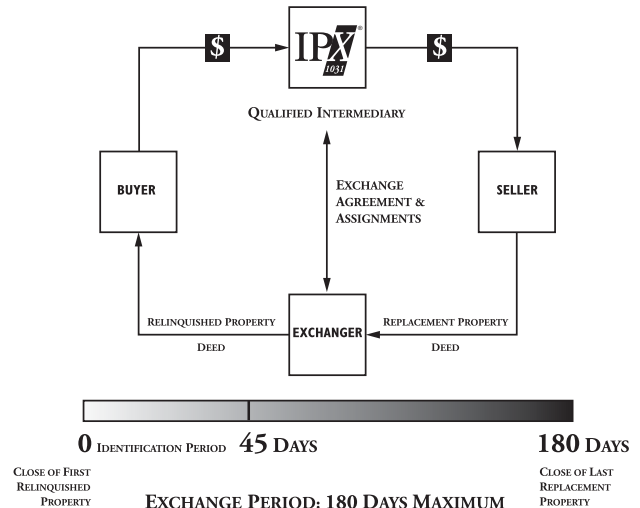 $
IPX®
1031
$
QUALIFIED INTERMEDIARY
BUYER
EXCHANGE
AGREEMENT &
ASSIGNMENTS
SELLER
RELINQUISHED PROPERTY
DEED
EXCHANGER
REPLACEMENT PROPERTY
DEED
0 IDENTIFICATION PERIOD 45 DAYS
180 DAYS
CLOSE OF FIRST
RELINQUISHED
PROPERTY
CLOSE OF LAST
REPLACEMENT
PROPERTY
EXCHANGE PERIOD: 180 DAYS MAXIMUM